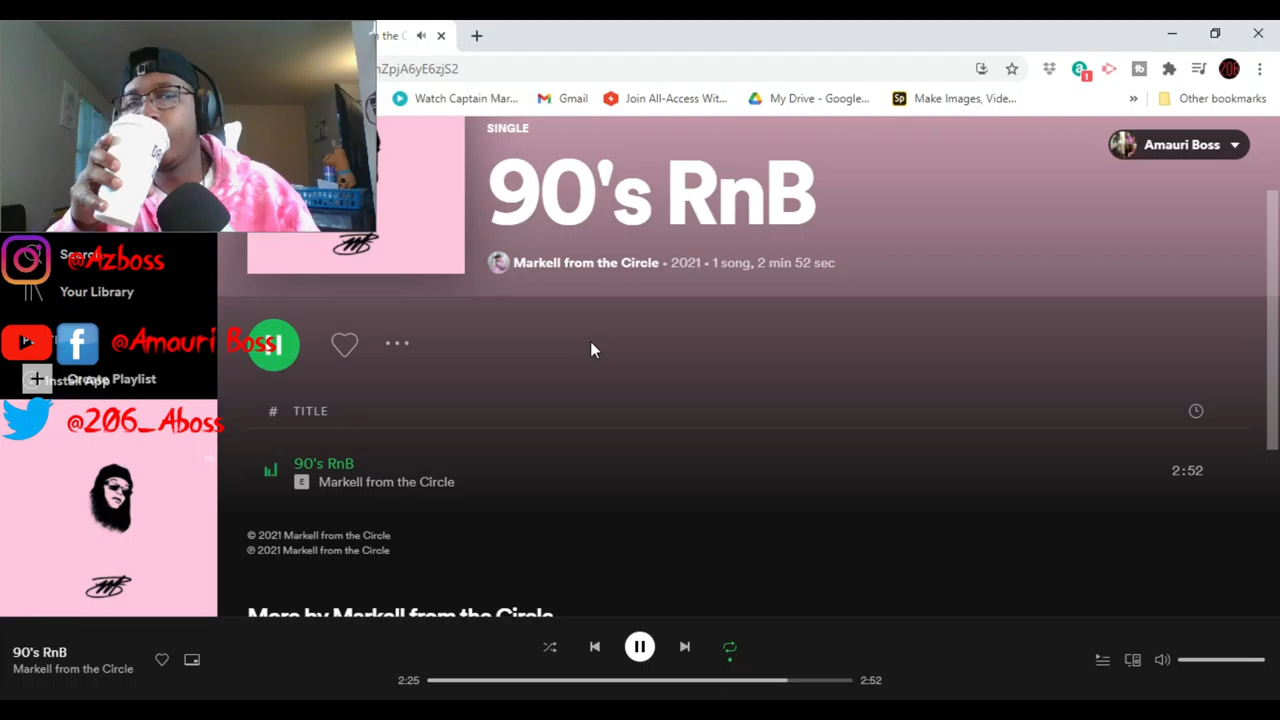 n the C
nZpjA6yE6zjS2
Watch Captain Mar...
Gmail
Join All-Access Wit...
My Drive - Google...
Sp
Make Images, Vide...
»
Other bookmarks
SINGLE
Amauri Boss
90's RnB
Markell from the Circle • 2021 • 1 song, 2 min 52 sec
Search
@Azboss
Your Library
@Amauri Boss
Create Playlist
Install App
@206_Aboss
# TITLE
90's RnB
E Markell from the Circle
2:52
© 2021 Markell from the Circle
℗ 2021 Markell from the Circle
More by Markell from the Circle
90's RnB
Markell from the Circle
2:25
2:52